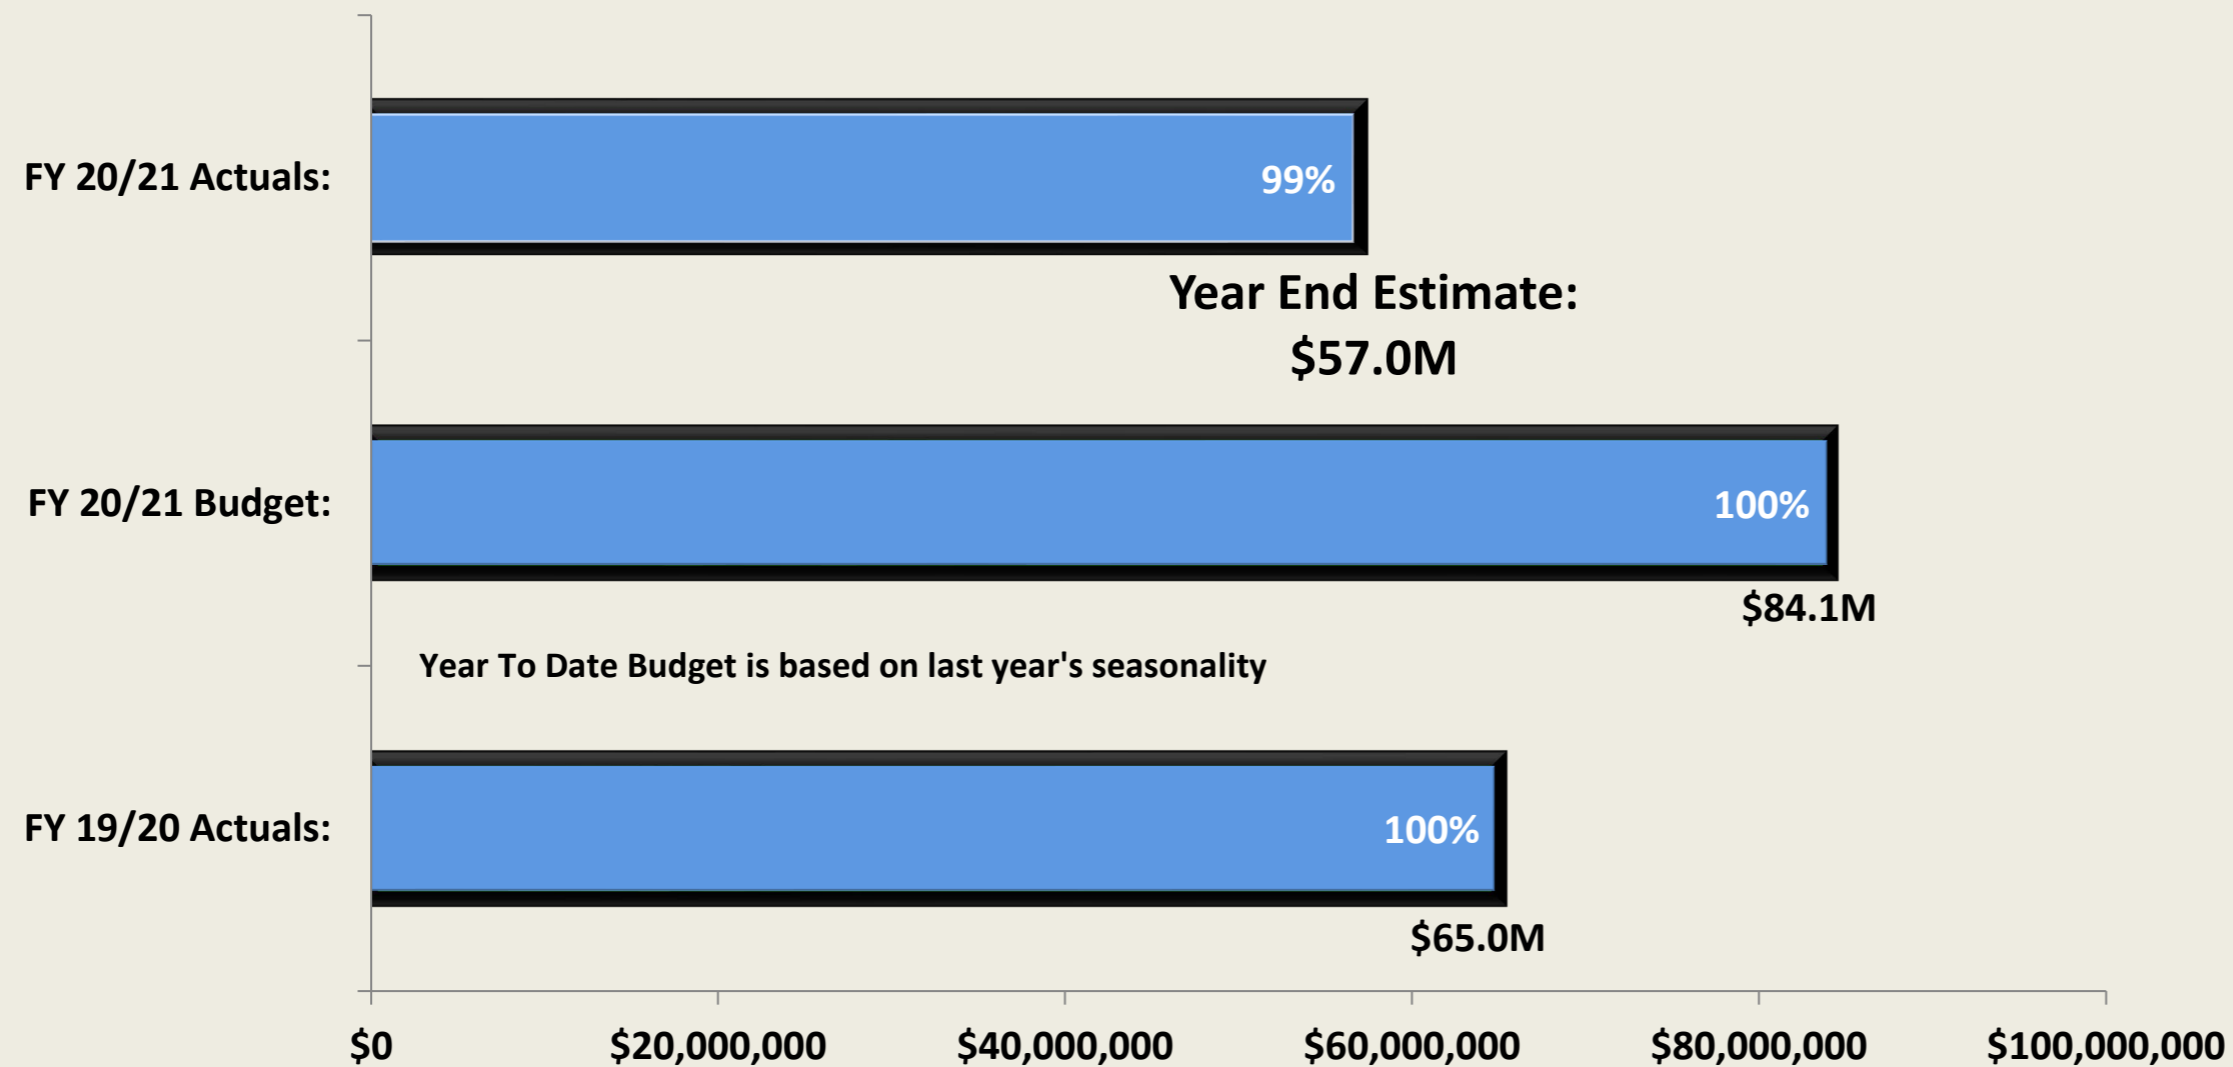 FY 20/21 Actuals:
99%
Year End Estimate:
$57.0M
FY 20/21 Budget:
100%
$84.1M
Year To Date Budget is based on last year's seasonality
FY 19/20 Actuals:
100%
$65.0M
$0 $20,000,000 $40,000,000 $60,000,000 $80,000,000 $100,000,000